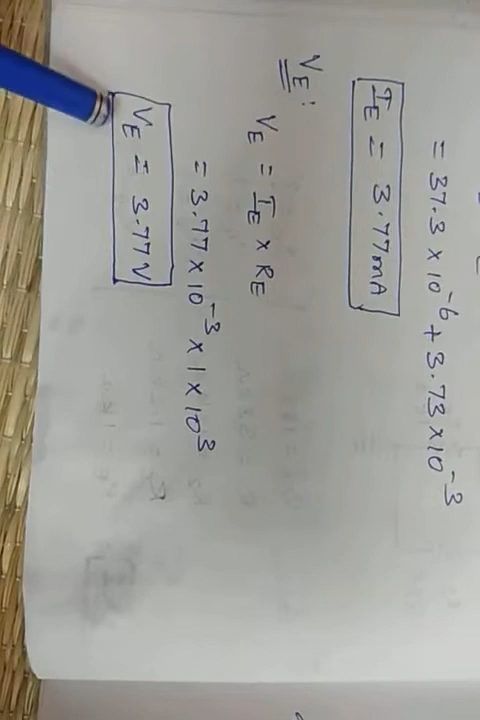 = 37.3 × 10⁻⁶ + 3.73 × 10⁻³
I_E = 3.77mA
V_E :
V_E = I_E × R_E
= 3.77 × 10⁻³ × 1 × 10³
V_E = 3.77V